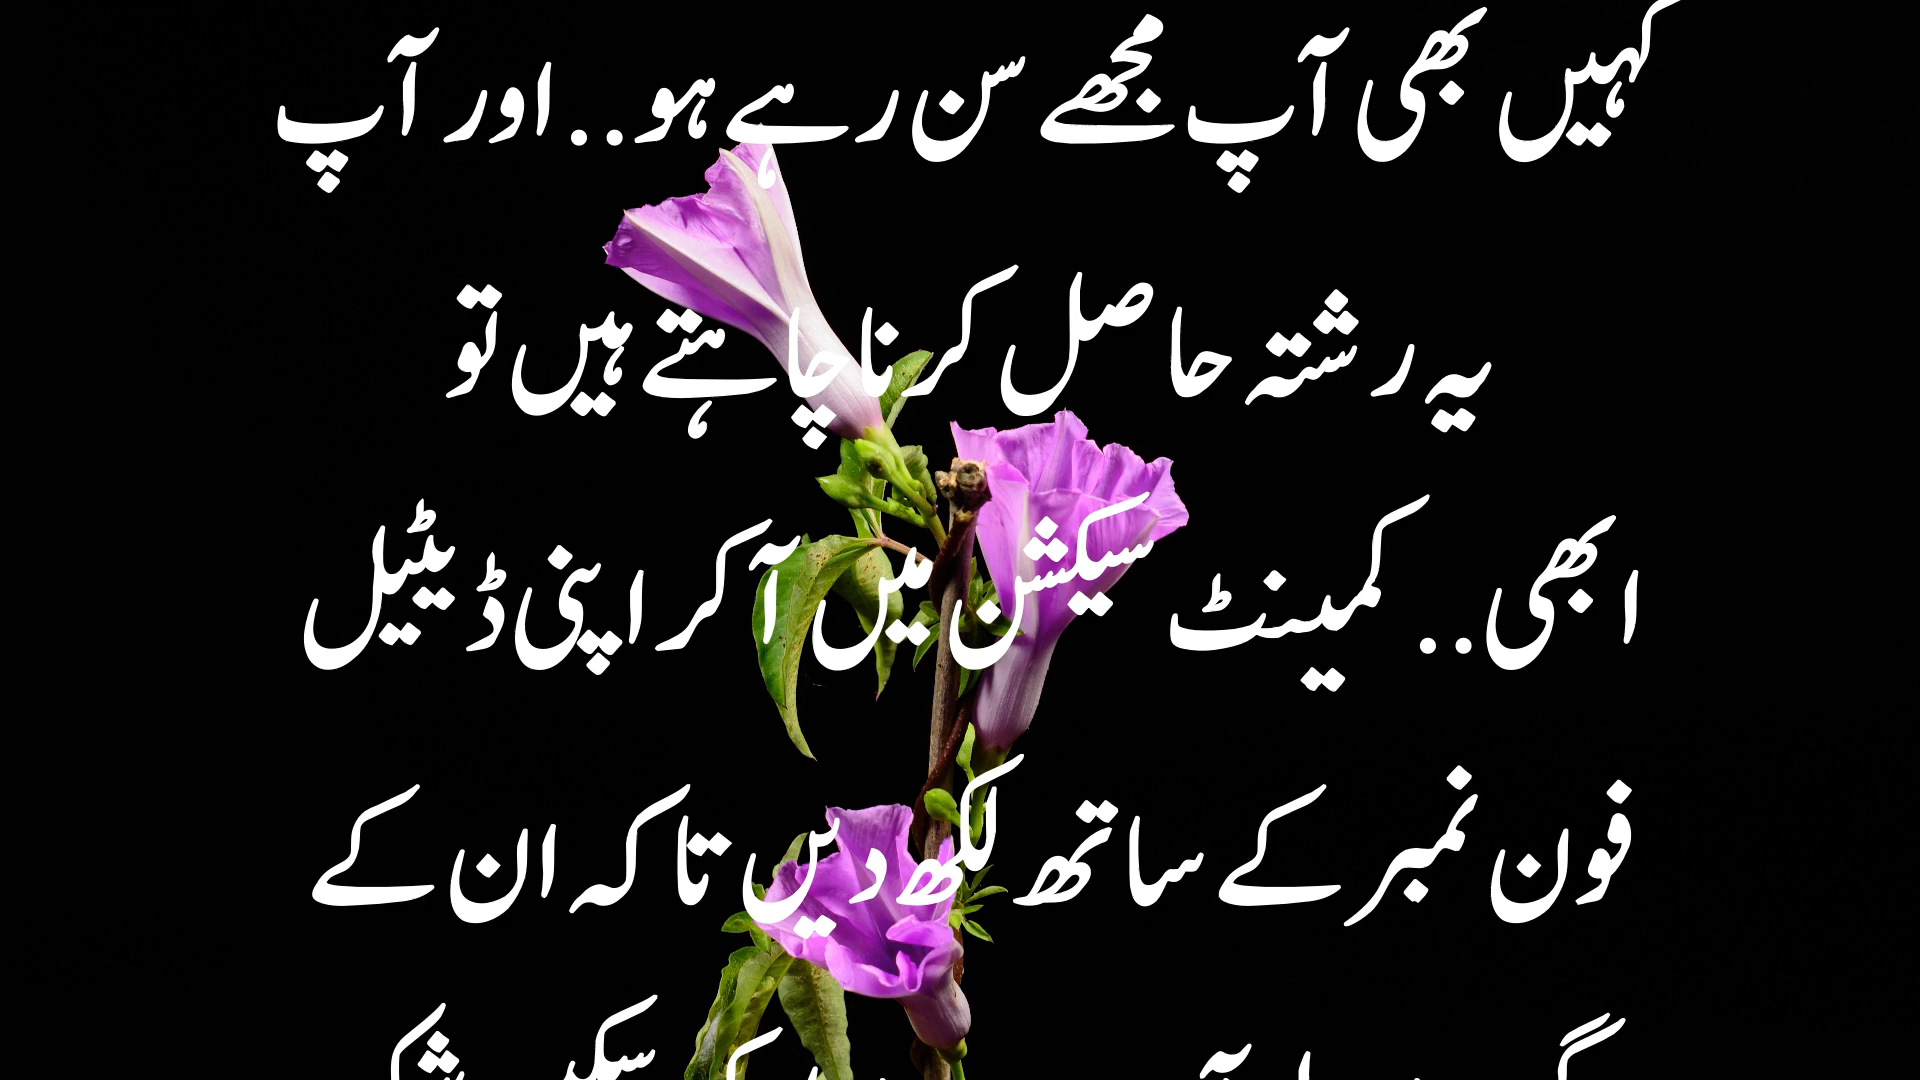 کہیں بھی آپ مجھے سن رہے ہو.. اور آپ
یہ رشتہ حاصل کرنا چاہتے ہیں تو
ابھی.. کمینٹ سیکشن میں آکر اپنی ڈیٹیل
فون نمبر کے ساتھ لکھ دیں تاکہ ان کے